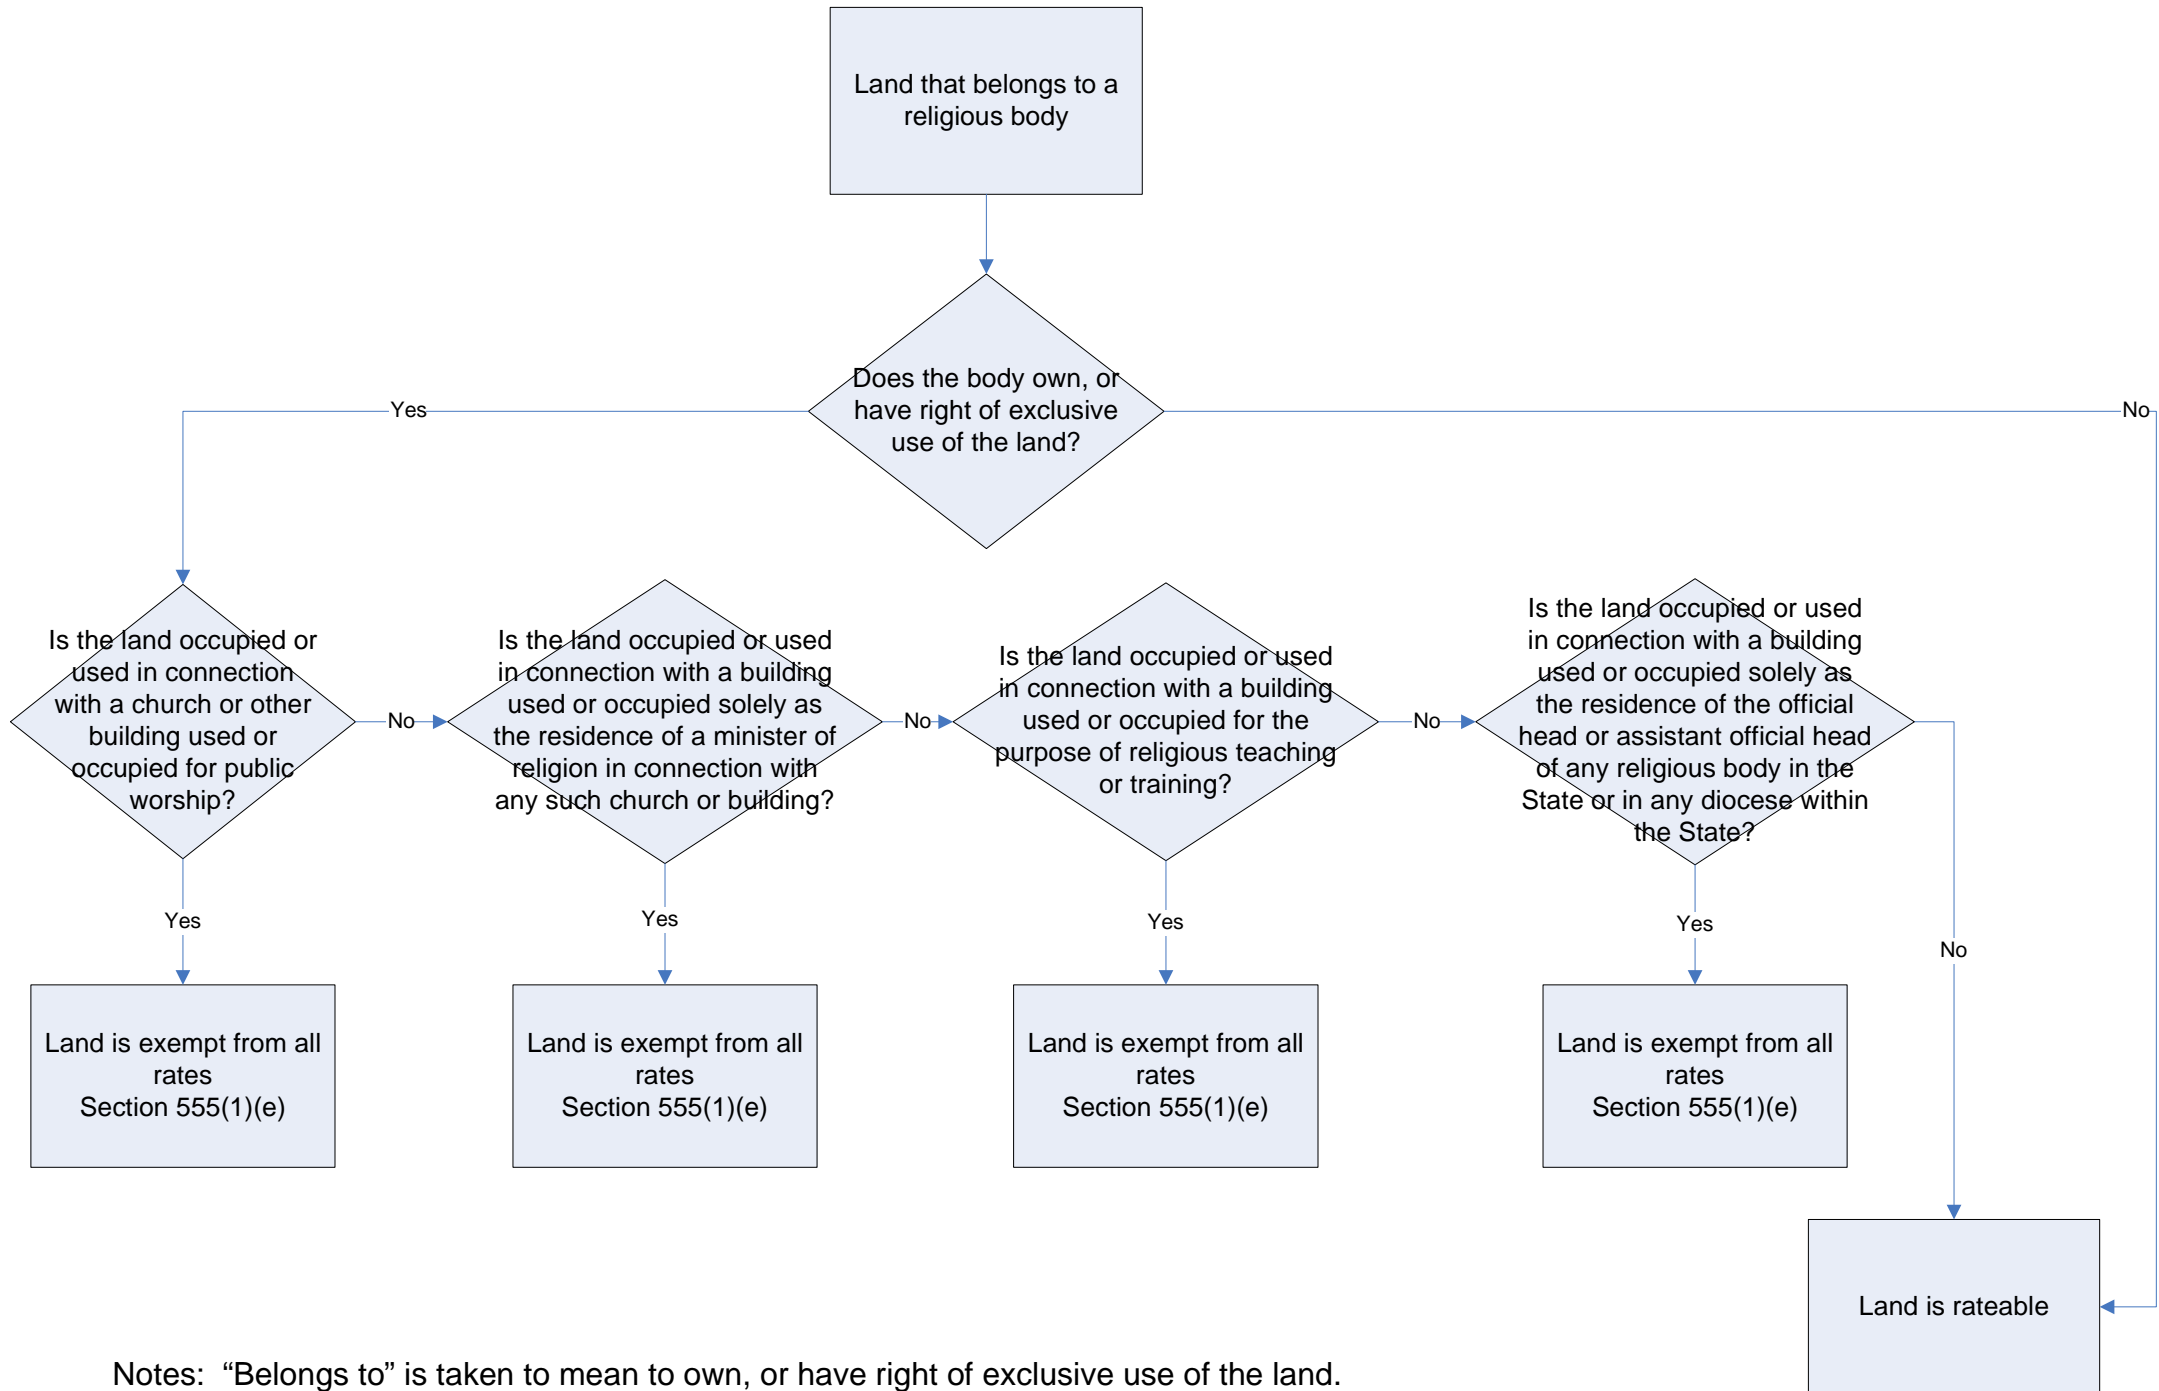 Land that belongs to a
religious body
Does the body own, or
have right of exclusive
use of the land?
Yes
No
Is the land occupied or
used in connection
with a church or other
building used or
occupied for public
worship?
No
Is the land occupied or used
in connection with a building
used or occupied solely as
the residence of a minister of
religion in connection with
any such church or building?
No
Is the land occupied or used
in connection with a building
used or occupied for the
purpose of religious teaching
or training?
No
Is the land occupied or used
in connection with a building
used or occupied solely as
the residence of the official
head or assistant official head
of any religious body in the
State or in any diocese within
the State?
Yes
Yes
Yes
Yes
No
Land is exempt from all
rates
Section 555(1)(e)
Land is exempt from all
rates
Section 555(1)(e)
Land is exempt from all
rates
Section 555(1)(e)
Land is exempt from all
rates
Section 555(1)(e)
Land is rateable
Notes:  “Belongs to” is taken to mean to own, or have right of exclusive use of the land.